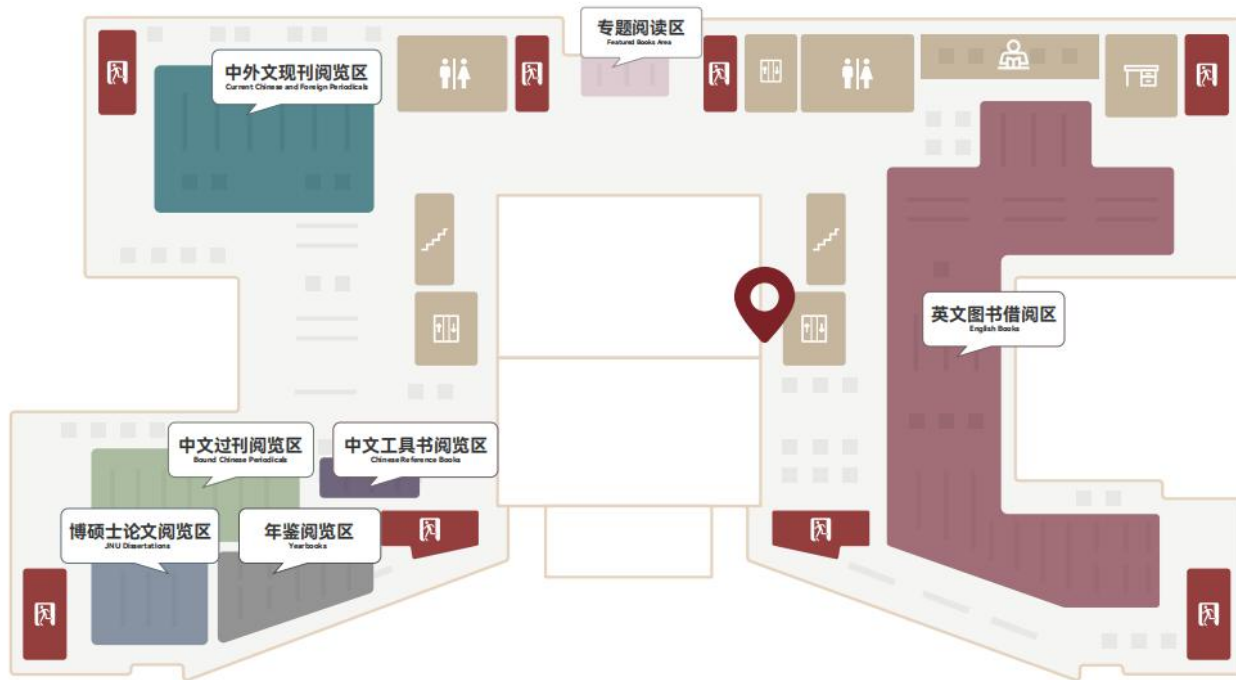 专题阅读区
Featured Books Area
中外文现刊阅览区
Current Chinese and Foreign Periodicals
英文图书借阅区
English Books
中文过刊阅览区
Bound Chinese Periodicals
中文工具书阅览区
Chinese Reference Books
博硕士论文阅览区
JNU Dissertations
年鉴阅览区
Yearbooks